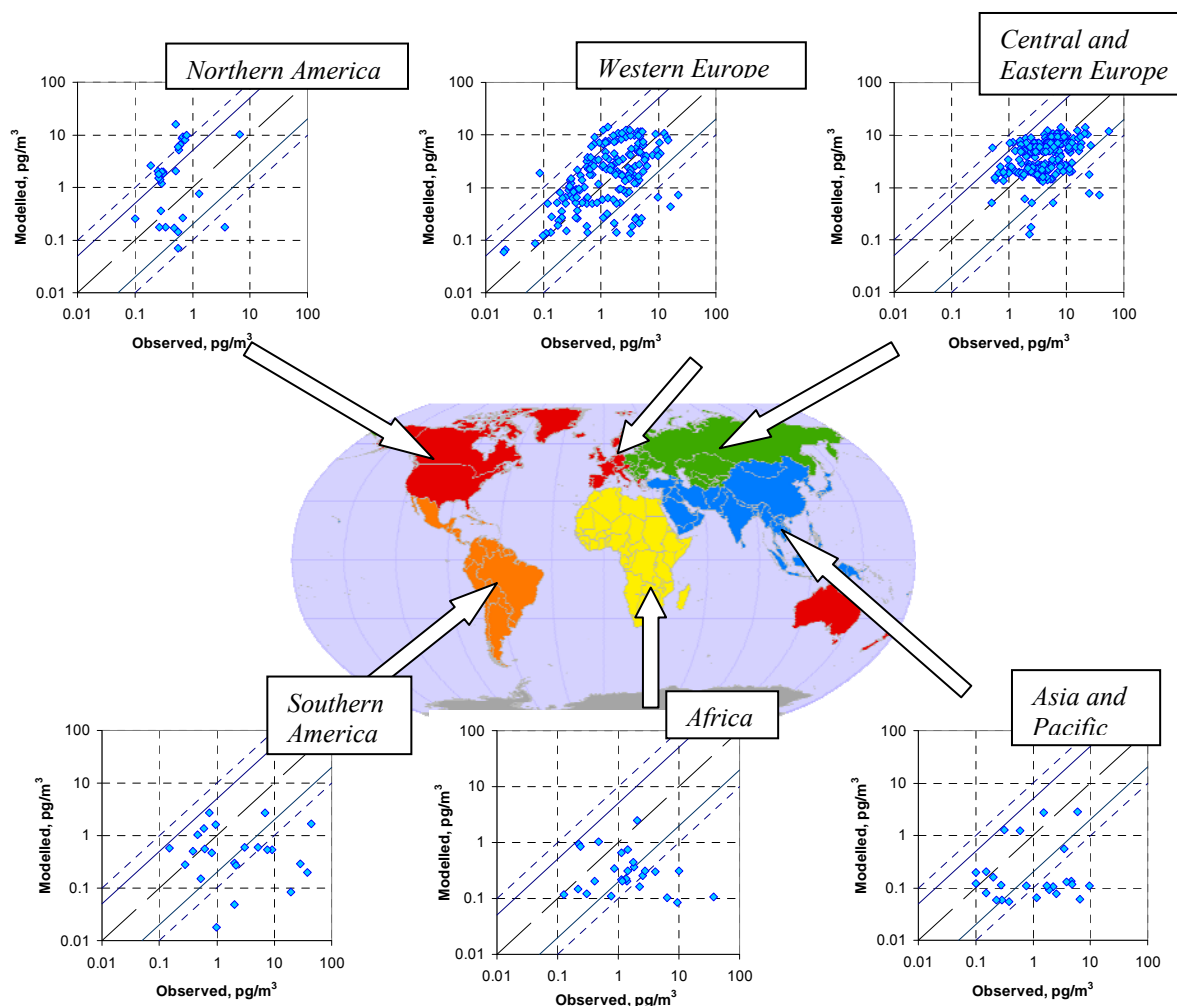 Northern America
100
10
1
0.1
0.01
Modelled, pg/m³
0.01 0.1 1 10 100
Observed, pg/m³
Western Europe
100
10
1
0.1
0.01
Modelled, pg/m³
0.01 0.1 1 10 100
Observed, pg/m³
Central and
Eastern Europe
100
10
1
0.1
0.01
Modelled, pg/m³
0.01 0.1 1 10 100
Observed, pg/m³
Southern
America
100
10
1
0.1
0.01
Modelled, pg/m³
0.01 0.1 1 10 100
Observed, pg/m³
Africa
100
10
1
0.1
0.01
Modelled, pg/m³
0.01 0.1 1 10 100
Observed, pg/m³
Asia and
Pacific
100
10
1
0.1
0.01
Modelled, pg/m³
0.01 0.1 1 10 100
Observed, pg/m³